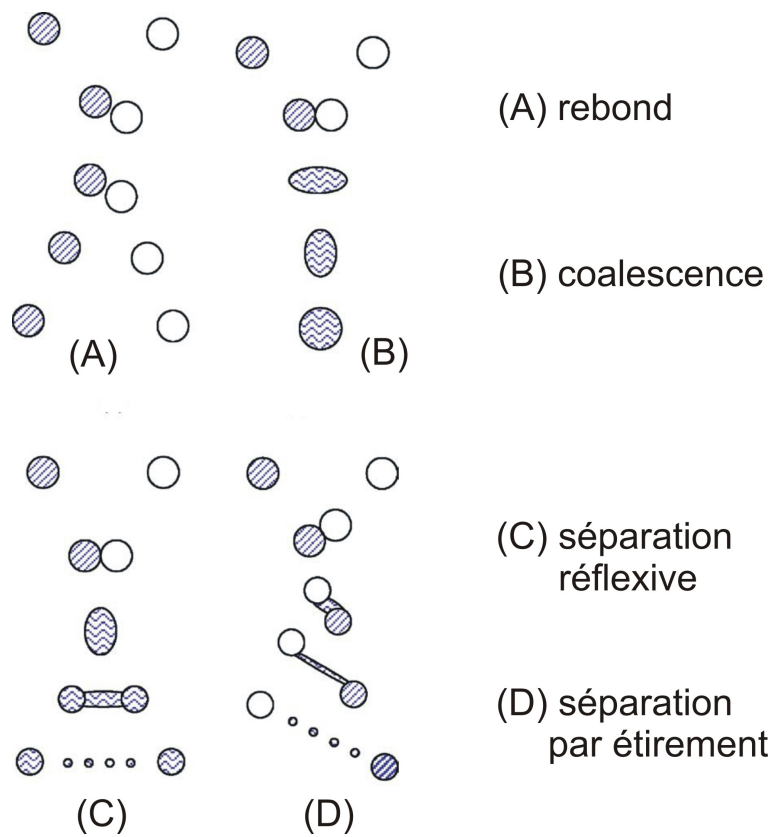 (A) rebond
(B) coalescence
(A)
(B)
(C) séparation
réflexive
(D) séparation
par étirement
(C)
(D)